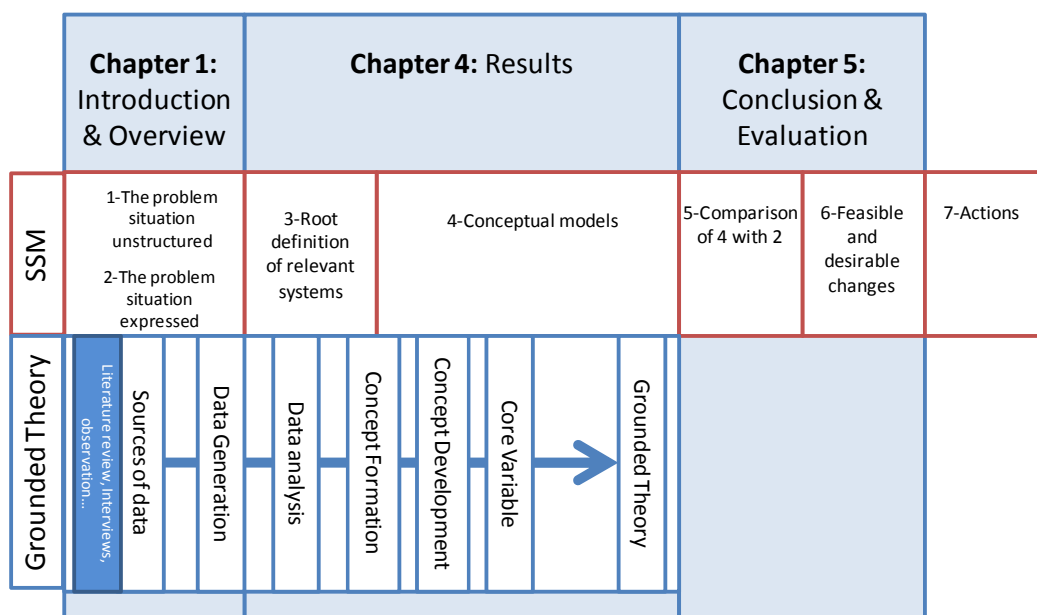 Chapter 1:
Introduction
& Overview
Chapter 4: Results
Chapter 5:
Conclusion &
Evaluation
SSM
1-The problem
situation
unstructured
2-The problem
situation
expressed
3-Root
definition
of relevant
systems
4-Conceptual models
5-Comparison
of 4 with 2
6-Feasible
and
desirable
changes
7-Actions
Grounded Theory
Literature review, Interviews,
observation...
Sources of data
Data Generation
Data analysis
Concept Formation
Concept Development
Core Variable
Grounded Theory